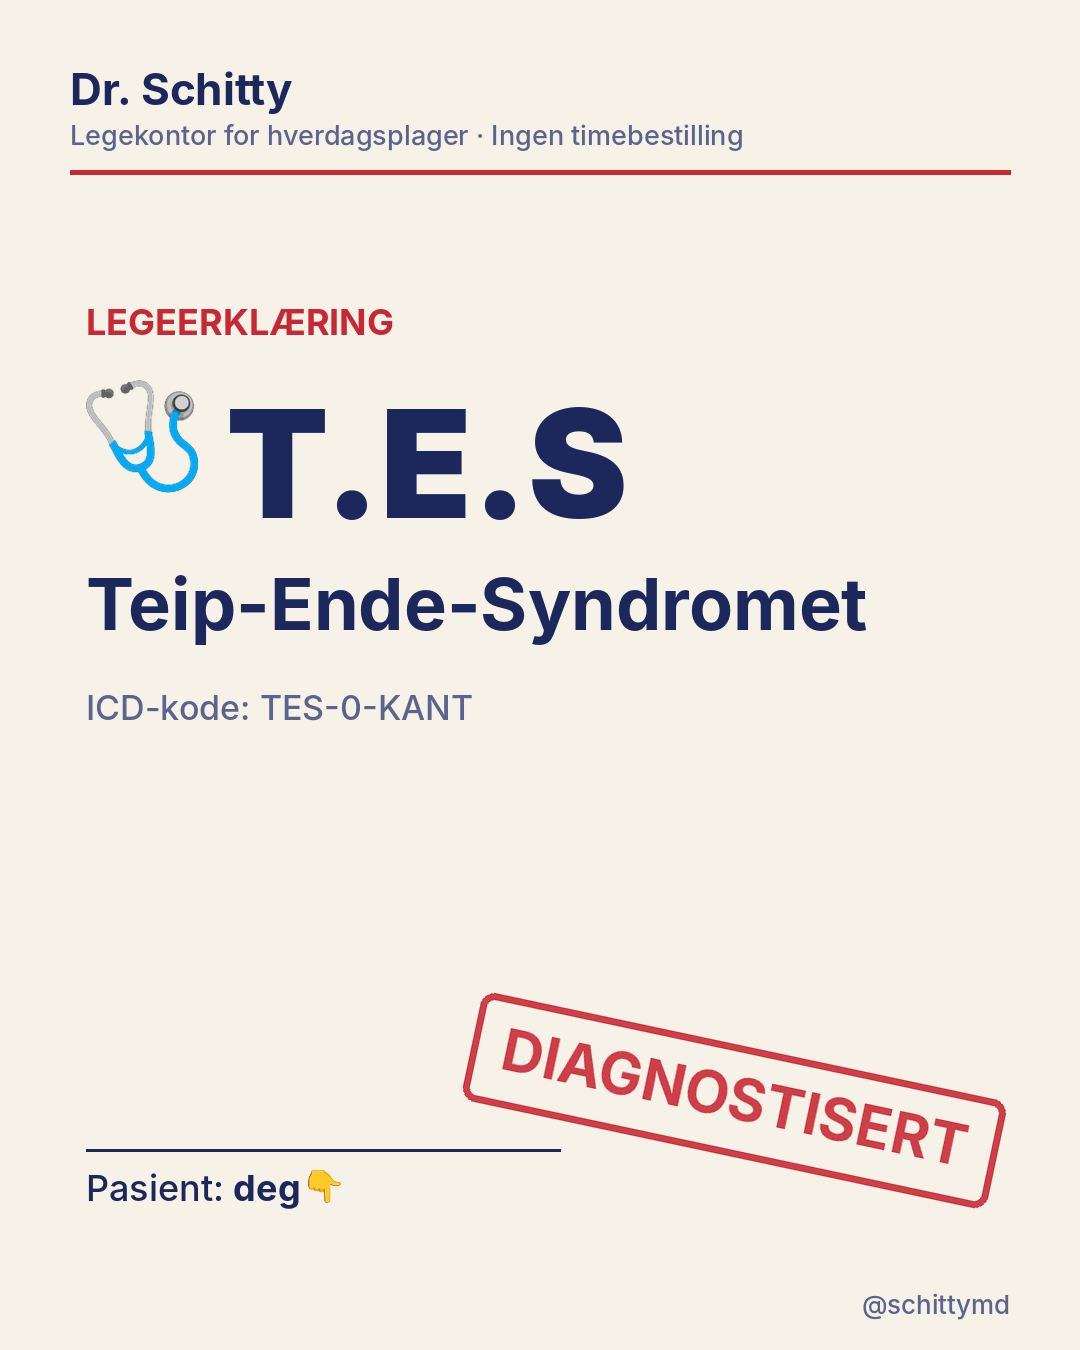 Dr. Schitty
Legekontor for hverdagsplager · Ingen timebestilling
LEGEERKLÆRING
T.E.S
Teip-Ende-Syndromet
ICD-kode: TES-0-KANT
DIAGNOSTISERT
Pasient: deg👇
@schittymd